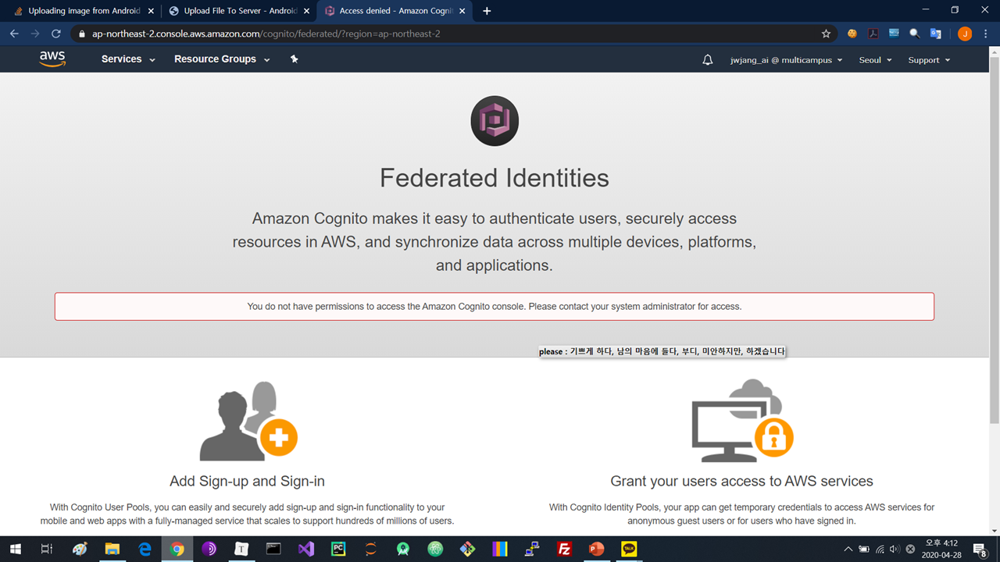 Uploading image from Android
Upload File To Server - Android
Access denied - Amazon Cognit
ap-northeast-2.console.aws.amazon.com/cognito/federated/?region=ap-northeast-2
J
aws
Services
Resource Groups
jwjang_ai @ multicampus
Seoul
Support
Federated Identities
Amazon Cognito makes it easy to authenticate users, securely access
resources in AWS, and synchronize data across multiple devices, platforms,
and applications.
You do not have permissions to access the Amazon Cognito console. Please contact your system administrator for access.
please : 기쁘게 하다, 남의 마음에 들다, 부디, 미안하지만, 하겠습니다
Add Sign-up and Sign-in
With Cognito User Pools, you can easily and securely add sign-up and sign-in functionality to your
mobile and web apps with a fully-managed service that scales to support hundreds of millions of users.
Grant your users access to AWS services
With Cognito Identity Pools, your app can get temporary credentials to access AWS services for
anonymous guest users or for users who have signed in.
T
PC
Fz
TALK
오후 4:12
2020-04-28
8